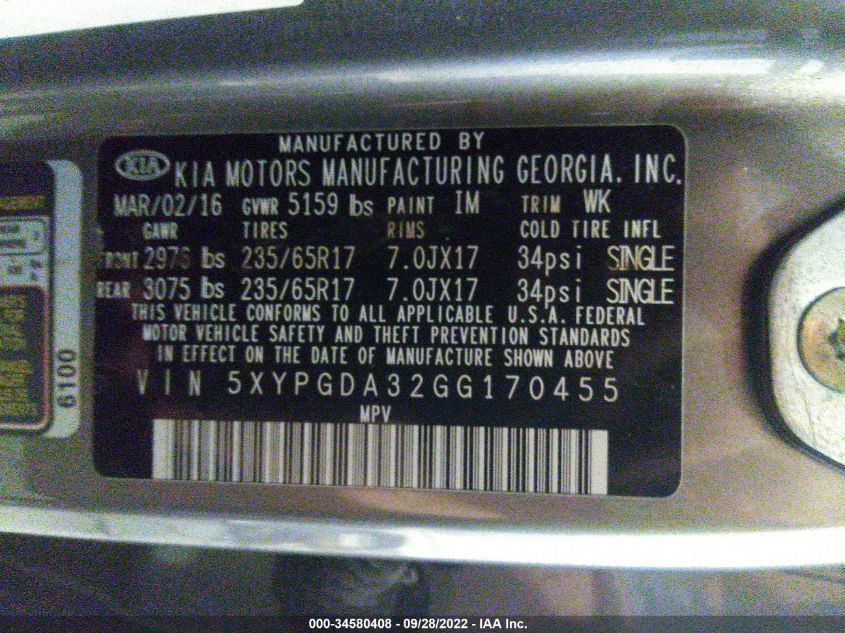 MANUFACTURED BY
KIA KIA MOTORS MANUFACTURING GEORGIA, INC.
MAR/02/16 GVWR 5159 lbs PAINT IM TRIM WK
GAWR TIRES RIMS COLD TIRE INFL
FRONT 2976 lbs 235/65R17 7.0JX17 34psi SINGLE
REAR 3075 lbs 235/65R17 7.0JX17 34psi SINGLE
THIS VEHICLE CONFORMS TO ALL APPLICABLE U.S.A. FEDERAL
MOTOR VEHICLE SAFETY AND THEFT PREVENTION STANDARDS
IN EFFECT ON THE DATE OF MANUFACTURE SHOWN ABOVE
VIN 5XYPGDA32GG170455
MPV
6100
000-34580408 - 09/28/2022 - IAA Inc.